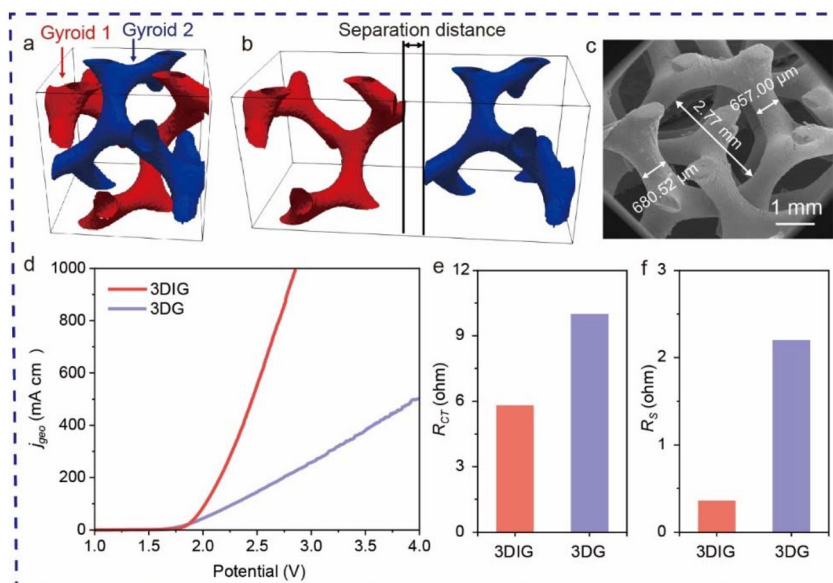 a
Gyroid 1
Gyroid 2
b
Separation distance
c
657.00 µm
2.77 mm
680.52 µm
1 mm
d
1000
800
600
400
200
0
j_geo (mA cm )
3DIG
3DG
1.0
1.5
2.0
2.5
3.0
3.5
4.0
Potential (V)
e
12
9
6
3
0
R_CT (ohm)
3DIG
3DG
f
3
2
1
0
R_S (ohm)
3DIG
3DG